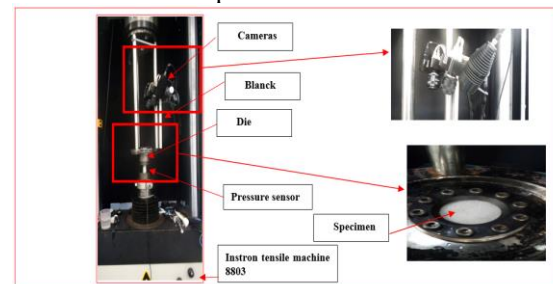 Cameras
Blanck
Die
Pressure sensor
Specimen
Instron tensile machine
8803